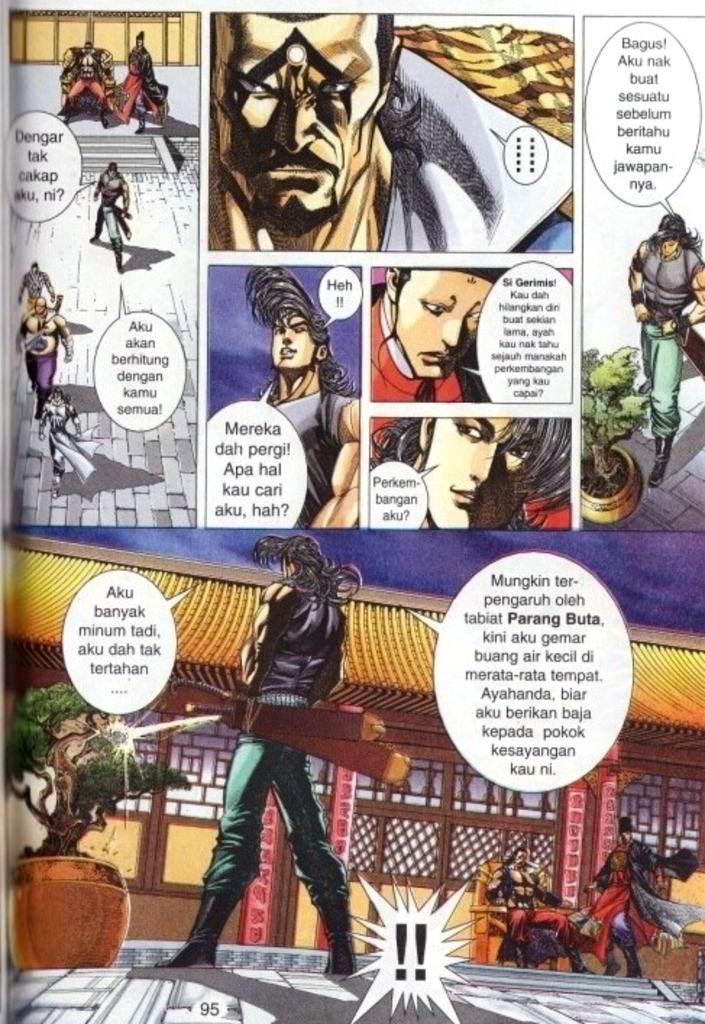 Dengar
tak
cakap
aku, ni?
Aku
akan
berhitung
dengan
kamu
semua!
Bagus!
Aku nak
buat
sesuatu
sebelum
beritahu
kamu
jawapan-
nya.
Heh
!!
Mereka
dah pergi!
Apa hal
kau cari
aku, hah?
Si Gerimis!
Kau dah
hilangkan diri
buat sekian
lama, ayah
kau nak tahu
sejauh manakah
perkembangan
yang kau
capai?
Perkem-
bangan
aku?
Aku
banyak
minum tadi,
aku dah tak
tertahan
....
Mungkin ter-
pengaruh oleh
tabiat Parang Buta,
kini aku gemar
buang air kecil di
merata-rata tempat.
Ayahanda, biar
aku berikan baja
kepada pokok
kesayangan
kau ni.
!!
95